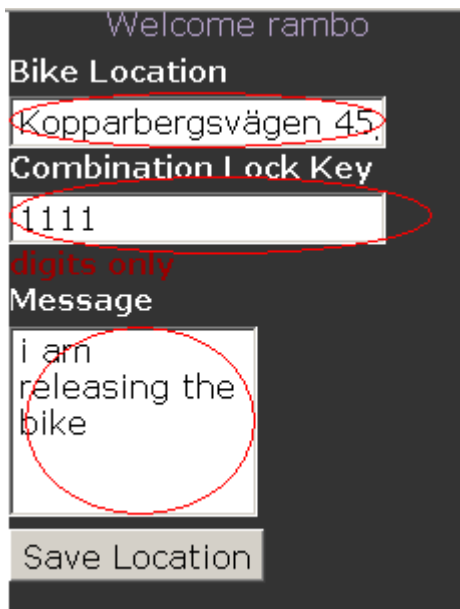 Welcome rambo
Bike Location
Kopparbergsvägen 45,
Combination Lock Key
1111
digits only
Message
i am
releasing the
bike
Save Location